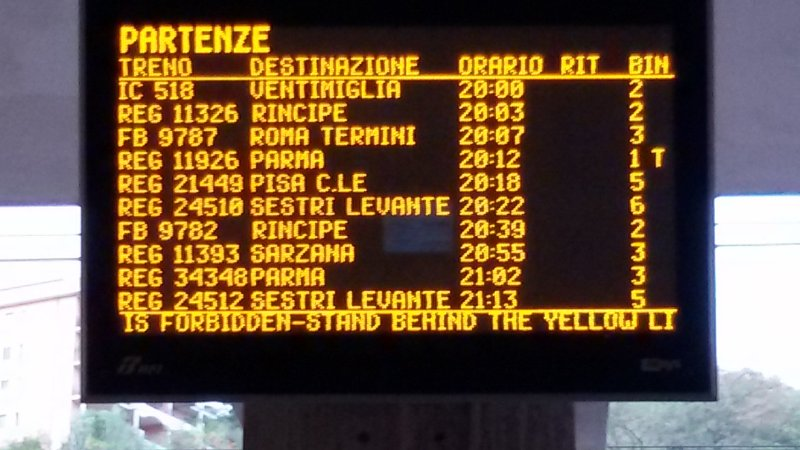 PARTENZE
TRENO DESTINAZIONE ORARIO RIT BIN
IC 518 VENTIMIGLIA 20:00 2
REG 11326 RINCIPE 20:03 2
FB 9787 ROMA TERMINI 20:07 3
REG 11926 PARMA 20:12 1 T
REG 21449 PISA C.LE 20:18 5
REG 24510 SESTRI LEVANTE 20:22 6
FB 9782 RINCIPE 20:39 2
REG 11393 SARZANA 20:55 3
REG 34348 PARMA 21:02 3
REG 24512 SESTRI LEVANTE 21:13 5
IS FORBIDDEN-STAND BEHIND THE YELLOW LI